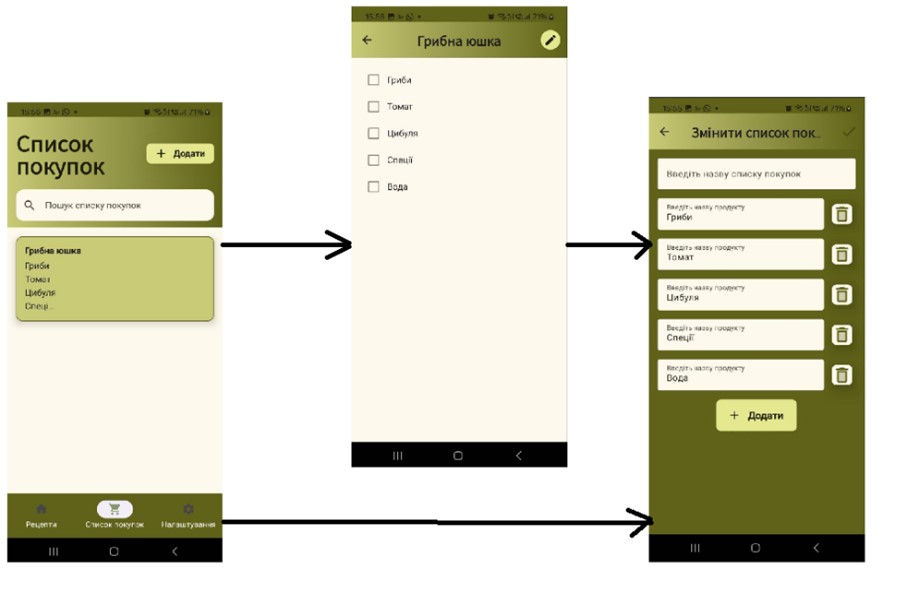 Список
покупок
+ Додати
Пошук списку покупок
Грибна юшка
Гриби
Томат
Цибуля
Спеці...
Рецепти
Список покупок
Налаштування
Грибна юшка
Гриби
Томат
Цибуля
Спеції
Вода
Змінити список пок...
Введіть назву списку покупок
Введіть назву продукту
Гриби
Введіть назву продукту
Томат
Введіть назву продукту
Цибуля
Введіть назву продукту
Спеції
Введіть назву продукту
Вода
+ Додати